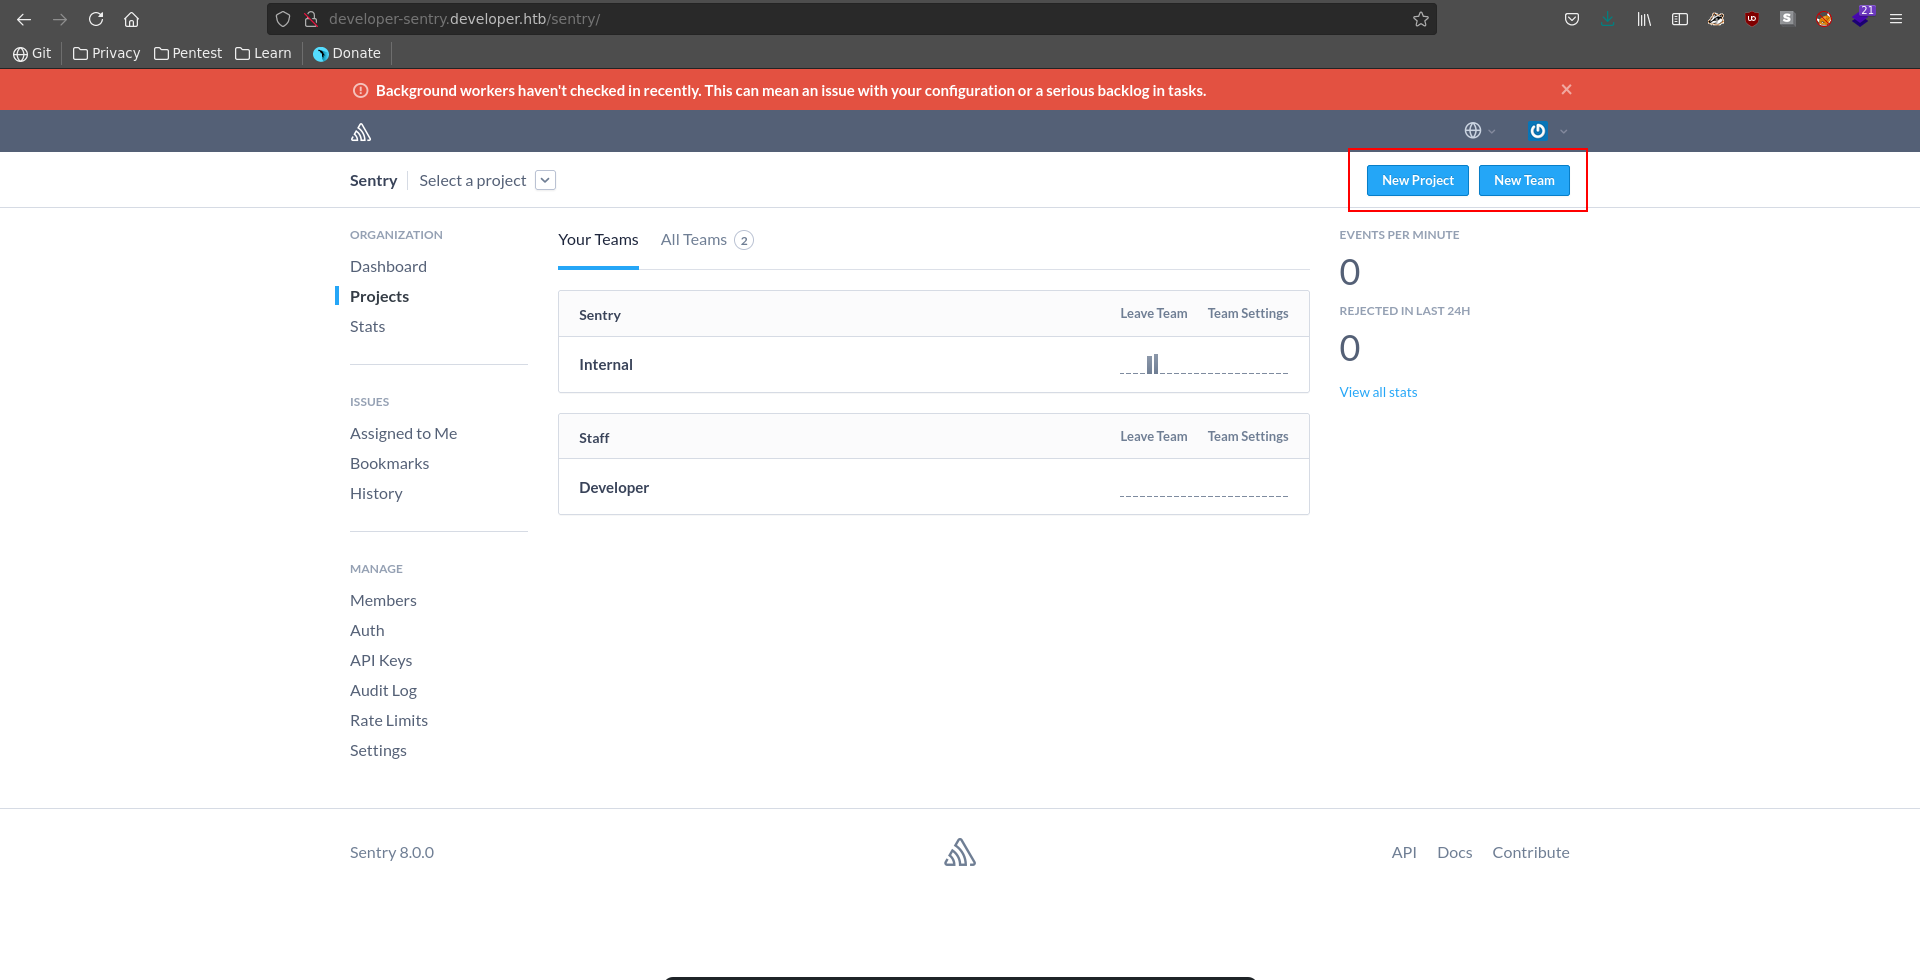 developer-sentry.developer.htb/sentry/
21
Git Privacy Pentest Learn Donate
Background workers haven't checked in recently. This can mean an issue with your configuration or a serious backlog in tasks.
Sentry Select a project New Project New Team
ORGANIZATION
Dashboard
Projects
Stats
ISSUES
Assigned to Me
Bookmarks
History
MANAGE
Members
Auth
API Keys
Audit Log
Rate Limits
Settings
Your Teams All Teams 2
Sentry Leave Team Team Settings
Internal
Staff Leave Team Team Settings
Developer
EVENTS PER MINUTE
0
REJECTED IN LAST 24H
0
View all stats
Sentry 8.0.0 API Docs Contribute